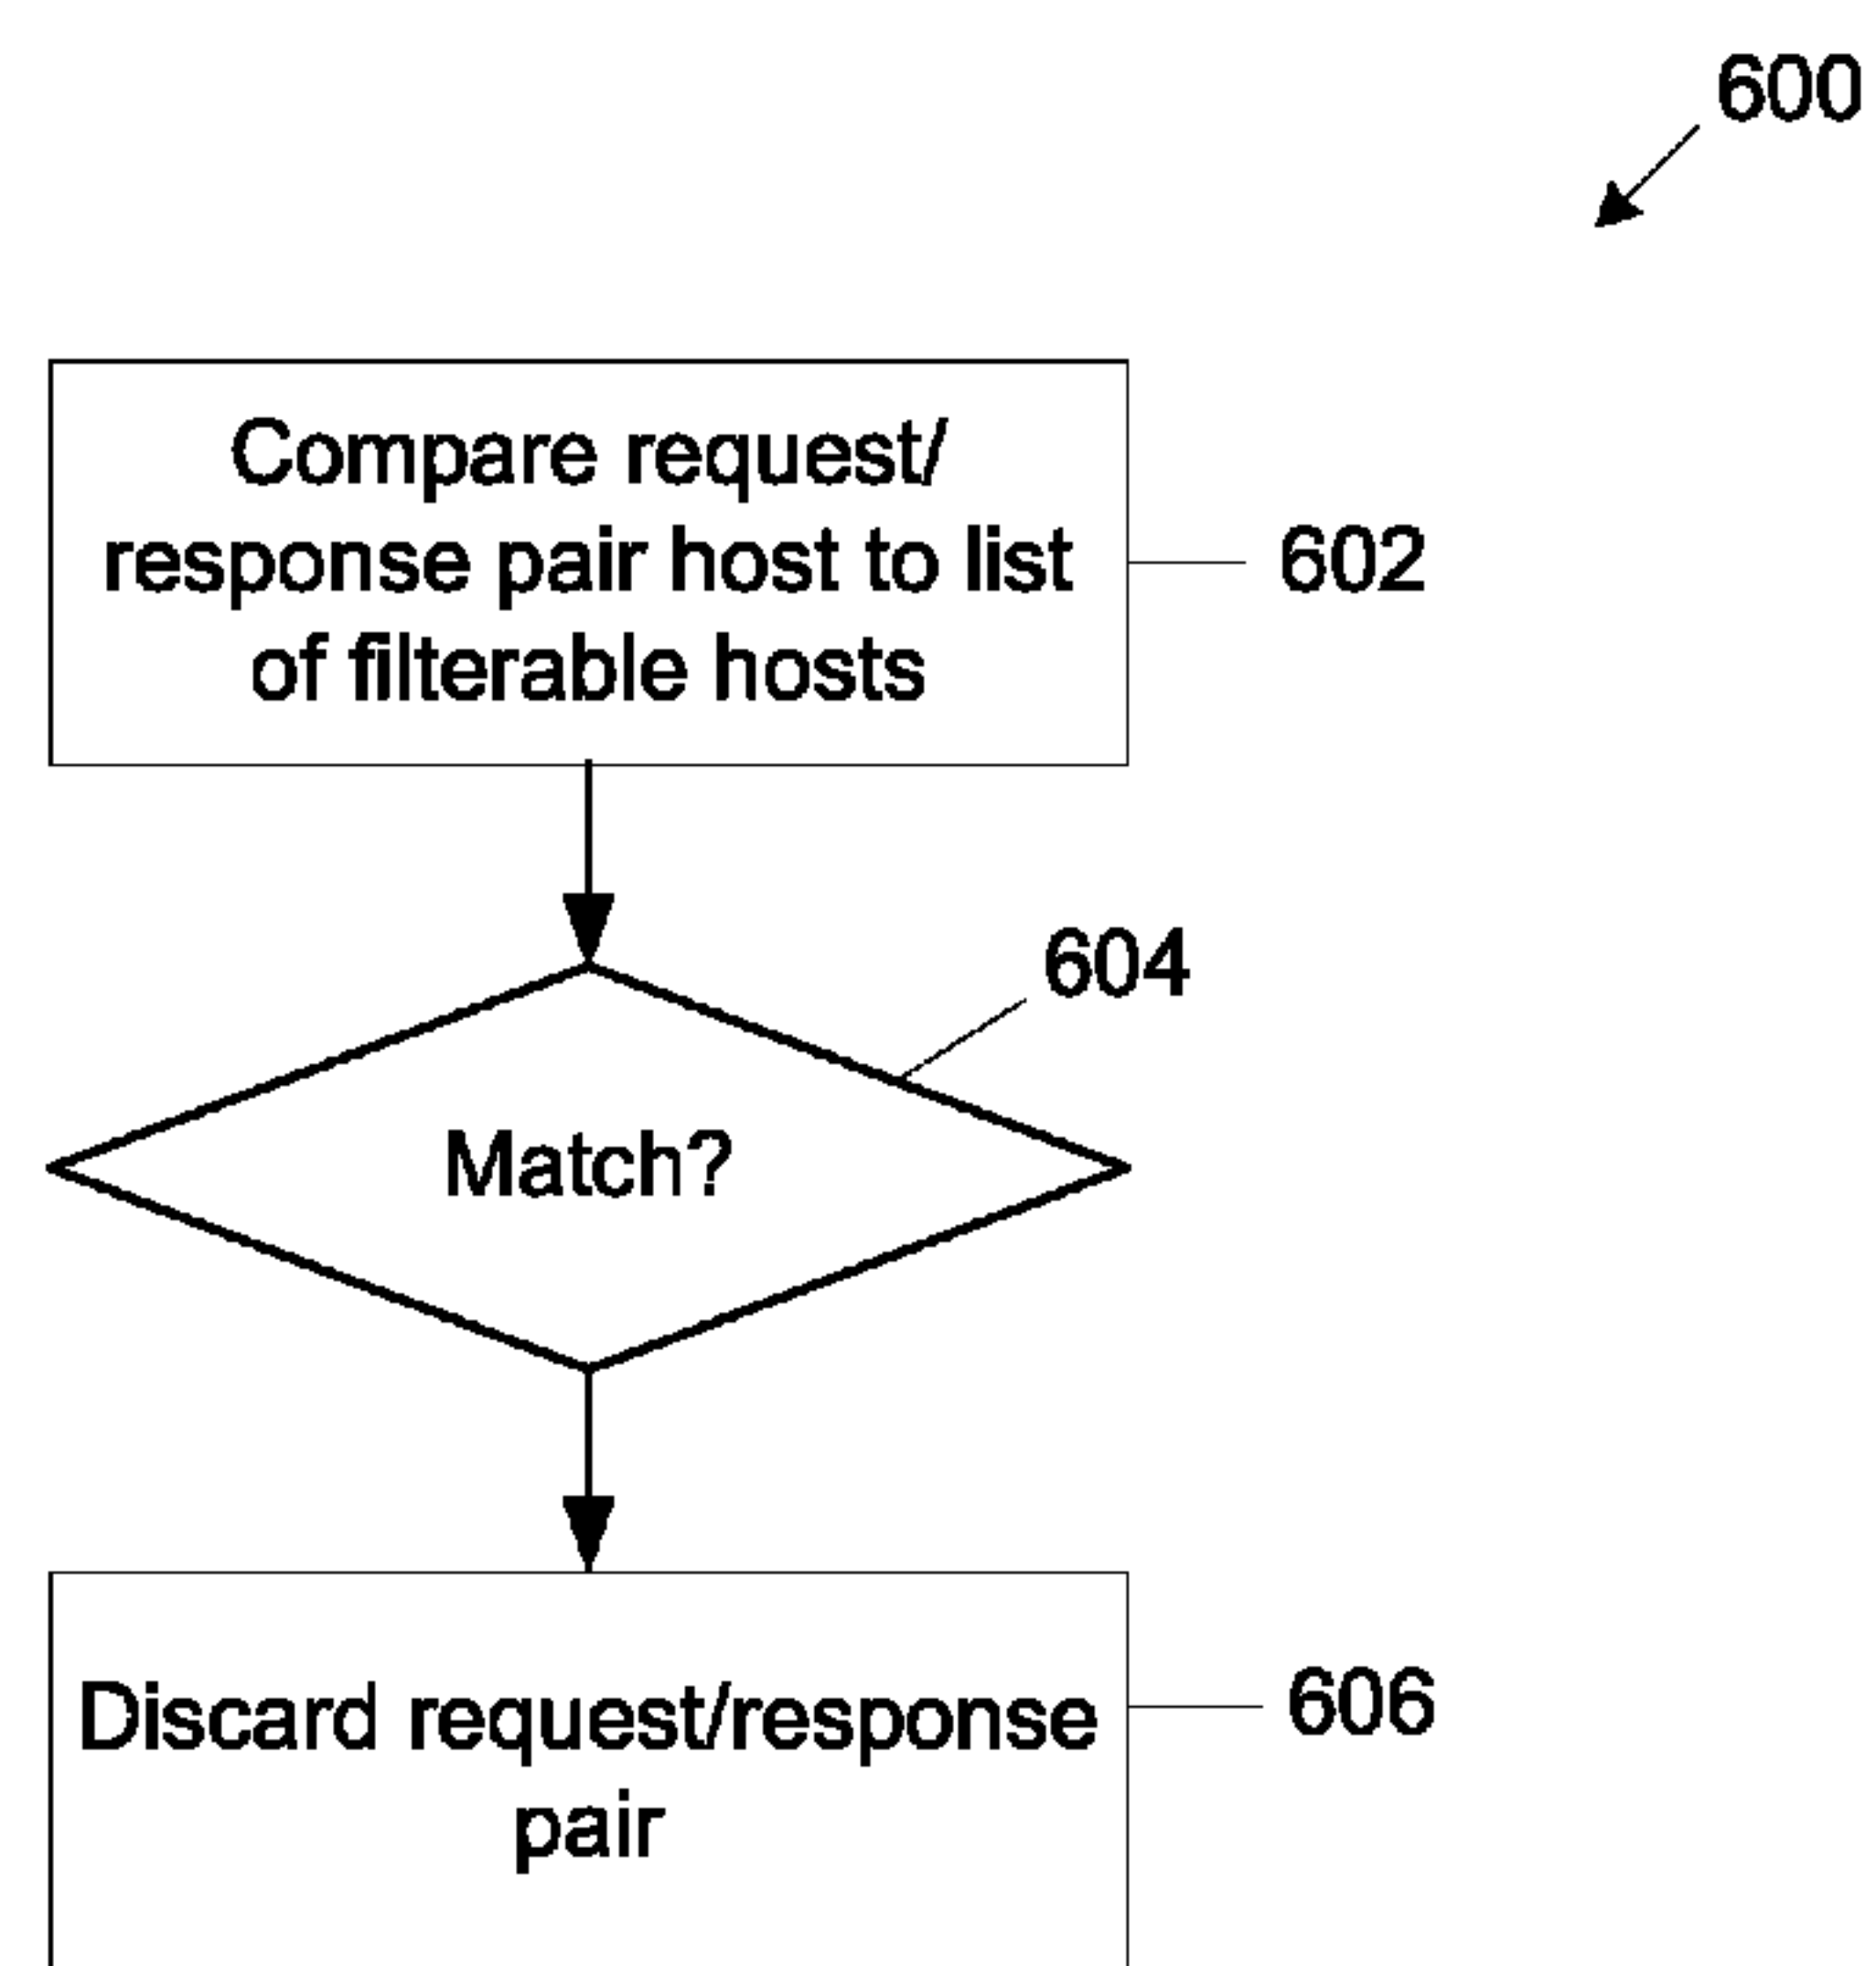 600
Compare request/
response pair host to list
of filterable hosts
602
604
Match?
Discard request/response
pair
606